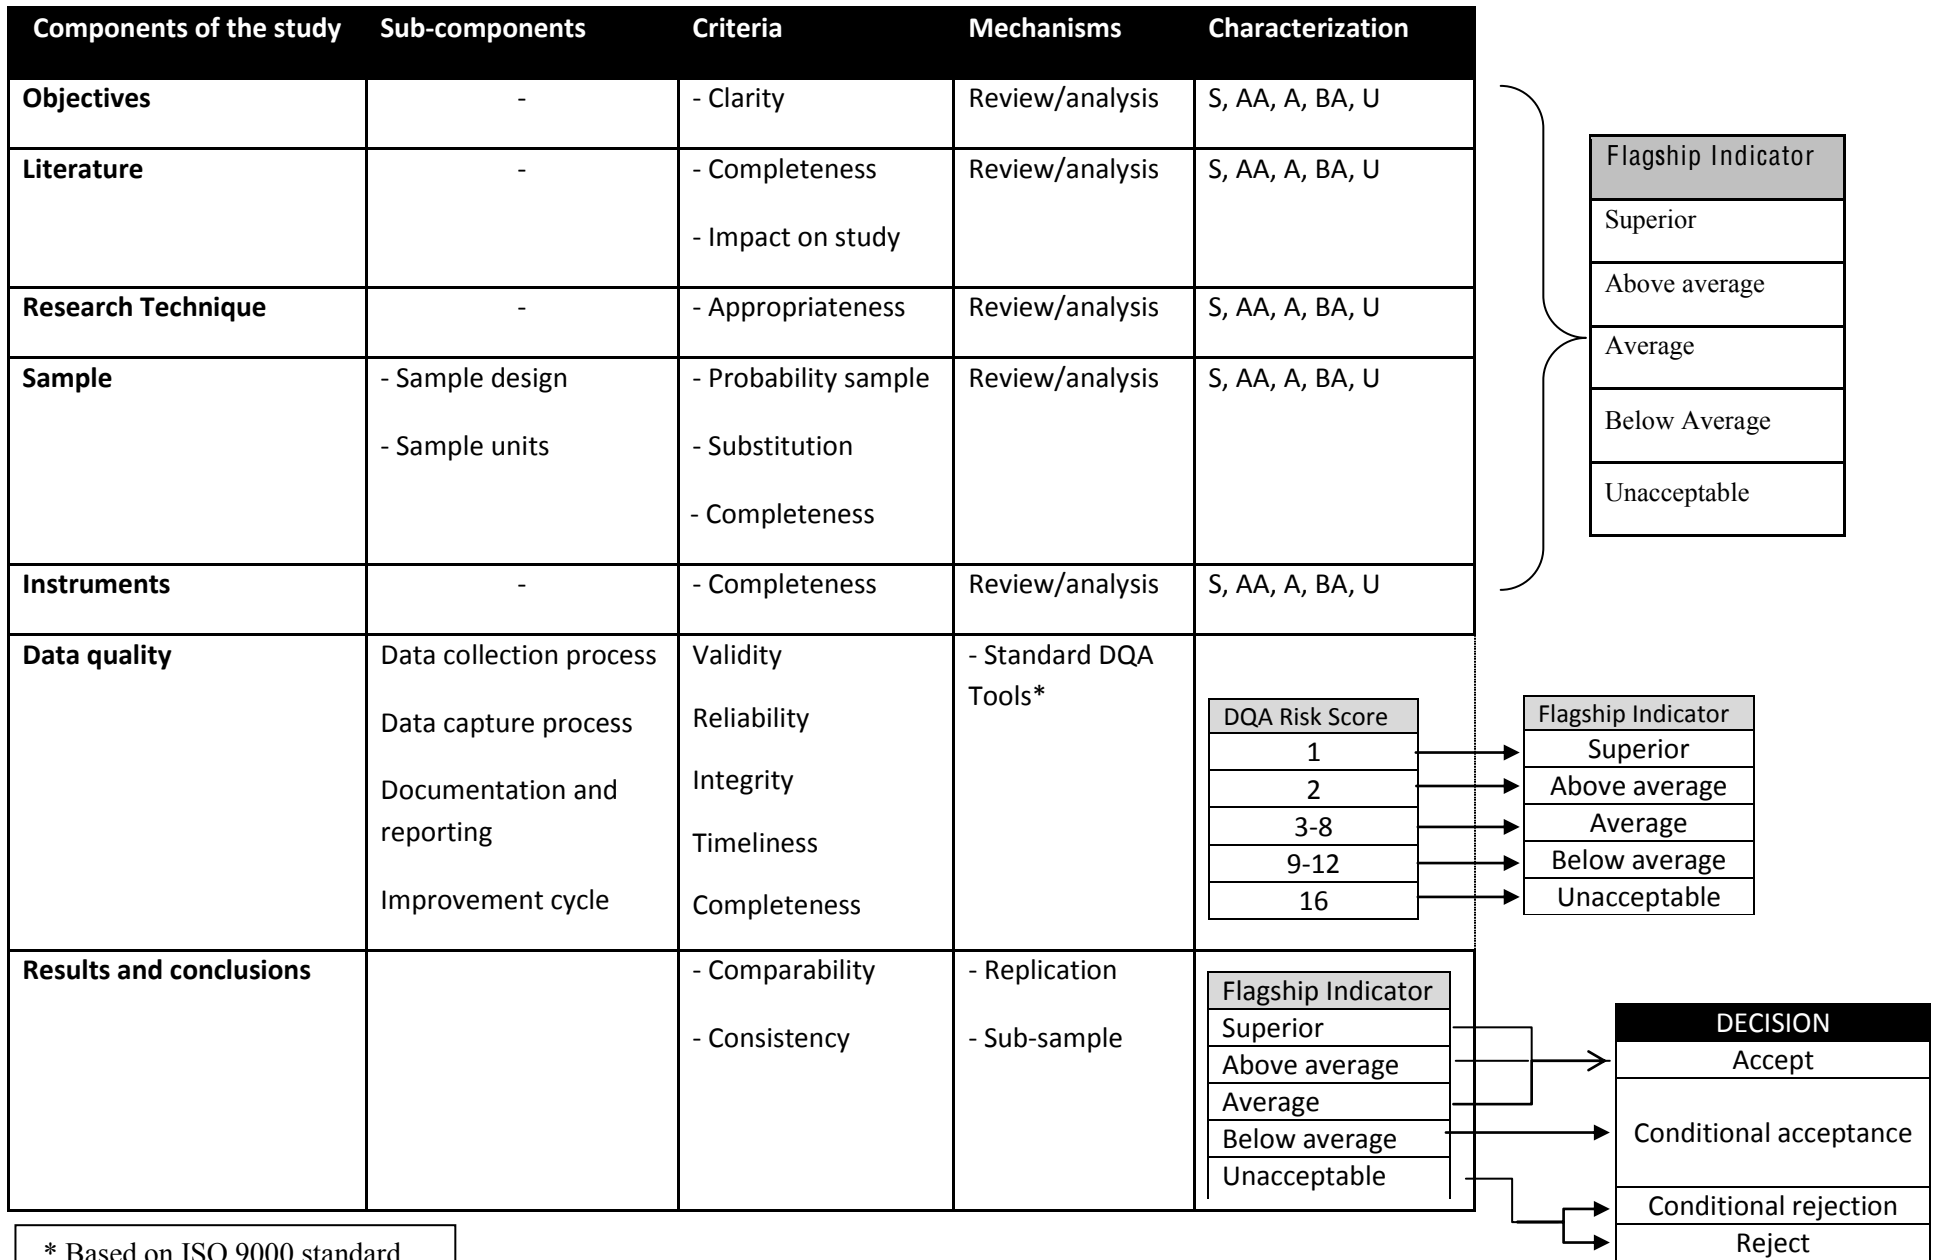 Components of the study Sub-components Criteria Mechanisms Characterization
Objectives - - Clarity Review/analysis S, AA, A, BA, U
Literature - - Completeness Review/analysis S, AA, A, BA, U
- Impact on study
Research Technique - - Appropriateness Review/analysis S, AA, A, BA, U
Sample - Sample design - Probability sample Review/analysis S, AA, A, BA, U
- Sample units - Substitution
- Completeness
Instruments - - Completeness Review/analysis S, AA, A, BA, U
Flagship Indicator
Superior
Above average
Average
Below Average
Unacceptable
Data quality
Data collection process
Data capture process
Documentation and
reporting
Improvement cycle
Validity
Reliability
Integrity
Timeliness
Completeness
- Standard DQA
Tools*
DQA Risk Score Flagship Indicator
1 Superior
2 Above average
3-8 Average
9-12 Below average
16 Unacceptable
Results and conclusions
- Comparability
- Consistency
- Replication
- Sub-sample
Flagship Indicator
Superior
Above average
Average
Below average
Unacceptable
DECISION
Accept
Conditional acceptance
Conditional rejection
Reject
* Based on ISO 9000 standard